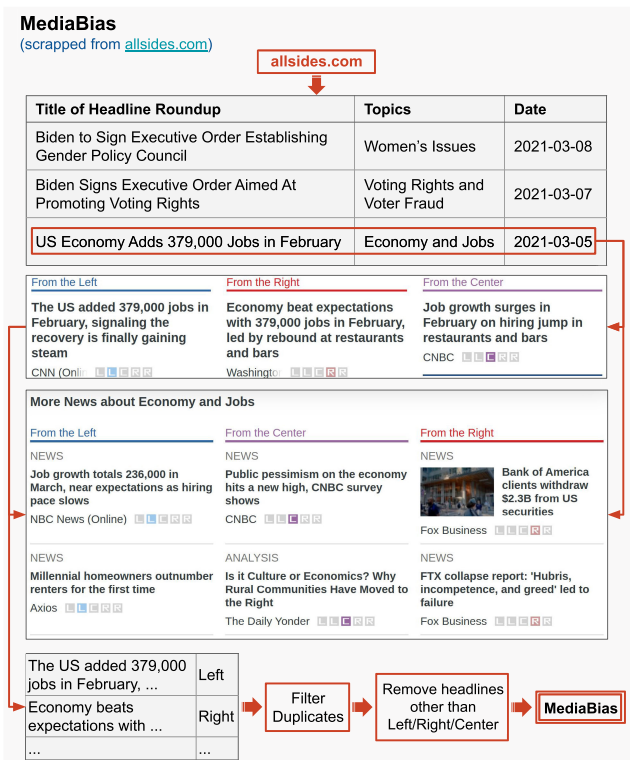 MediaBias
(scrapped from allsides.com)
allsides.com
Title of Headline Roundup Topics Date
Biden to Sign Executive Order Establishing
Gender Policy Council
Women's Issues 2021-03-08
Biden Signs Executive Order Aimed At
Promoting Voting Rights
Voting Rights and
Voter Fraud
2021-03-07
US Economy Adds 379,000 Jobs in February Economy and Jobs 2021-03-05
From the Left
The US added 379,000 jobs in
February, signaling the
recovery is finally gaining
steam
CNN (Onli L L C R R
From the Right
Economy beat expectations
with 379,000 jobs in February,
led by rebound at restaurants
and bars
Washingto L L C R R
From the Center
Job growth surges in
February on hiring jump in
restaurants and bars
CNBC L L C R R
More News about Economy and Jobs
From the Left
NEWS
Job growth totals 236,000 in
March, near expectations as hiring
pace slows
NBC News (Online) L L C R R
NEWS
Millennial homeowners outnumber
renters for the first time
Axios L L C R R
From the Center
NEWS
Public pessimism on the economy
hits a new high, CNBC survey
shows
CNBC L L C R R
ANALYSIS
Is it Culture or Economics? Why
Rural Communities Have Moved to
the Right
The Daily Yonder L L C R R
From the Right
NEWS
Bank of America
clients withdraw
$2.3B from US
securities
Fox Business L L C R R
NEWS
FTX collapse report: 'Hubris,
incompetence, and greed' led to
failure
Fox Business L L C R R
The US added 379,000
jobs in February, ...
Left
Economy beats
expectations with ...
Right
... ...
Filter
Duplicates
Remove headlines
other than
Left/Right/Center
MediaBias